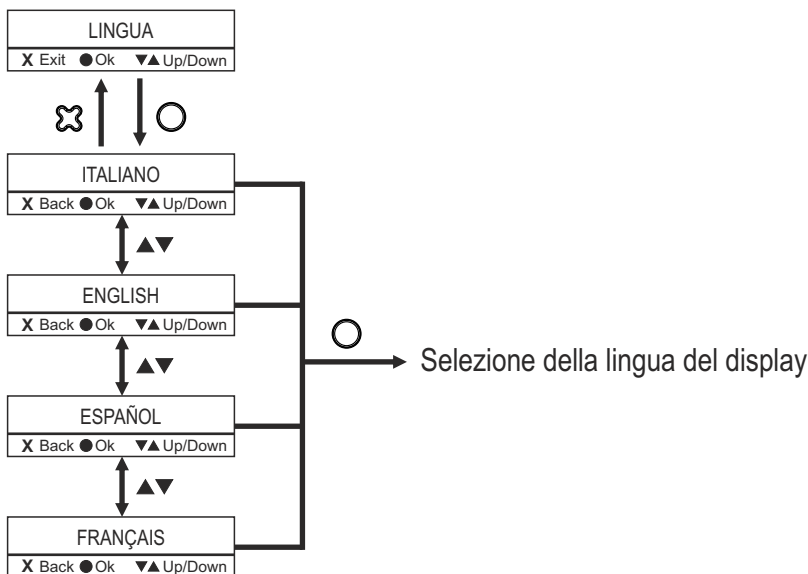 LINGUA
X Exit ●Ok ▼▲Up/Down
ITALIANO
X Back ●Ok ▼▲Up/Down
▲▼
ENGLISH
X Back ●Ok ▼▲Up/Down
▲▼
Selezione della lingua del display
ESPAÑOL
X Back ●Ok ▼▲Up/Down
▲▼
FRANÇAIS
X Back ●Ok ▼▲Up/Down